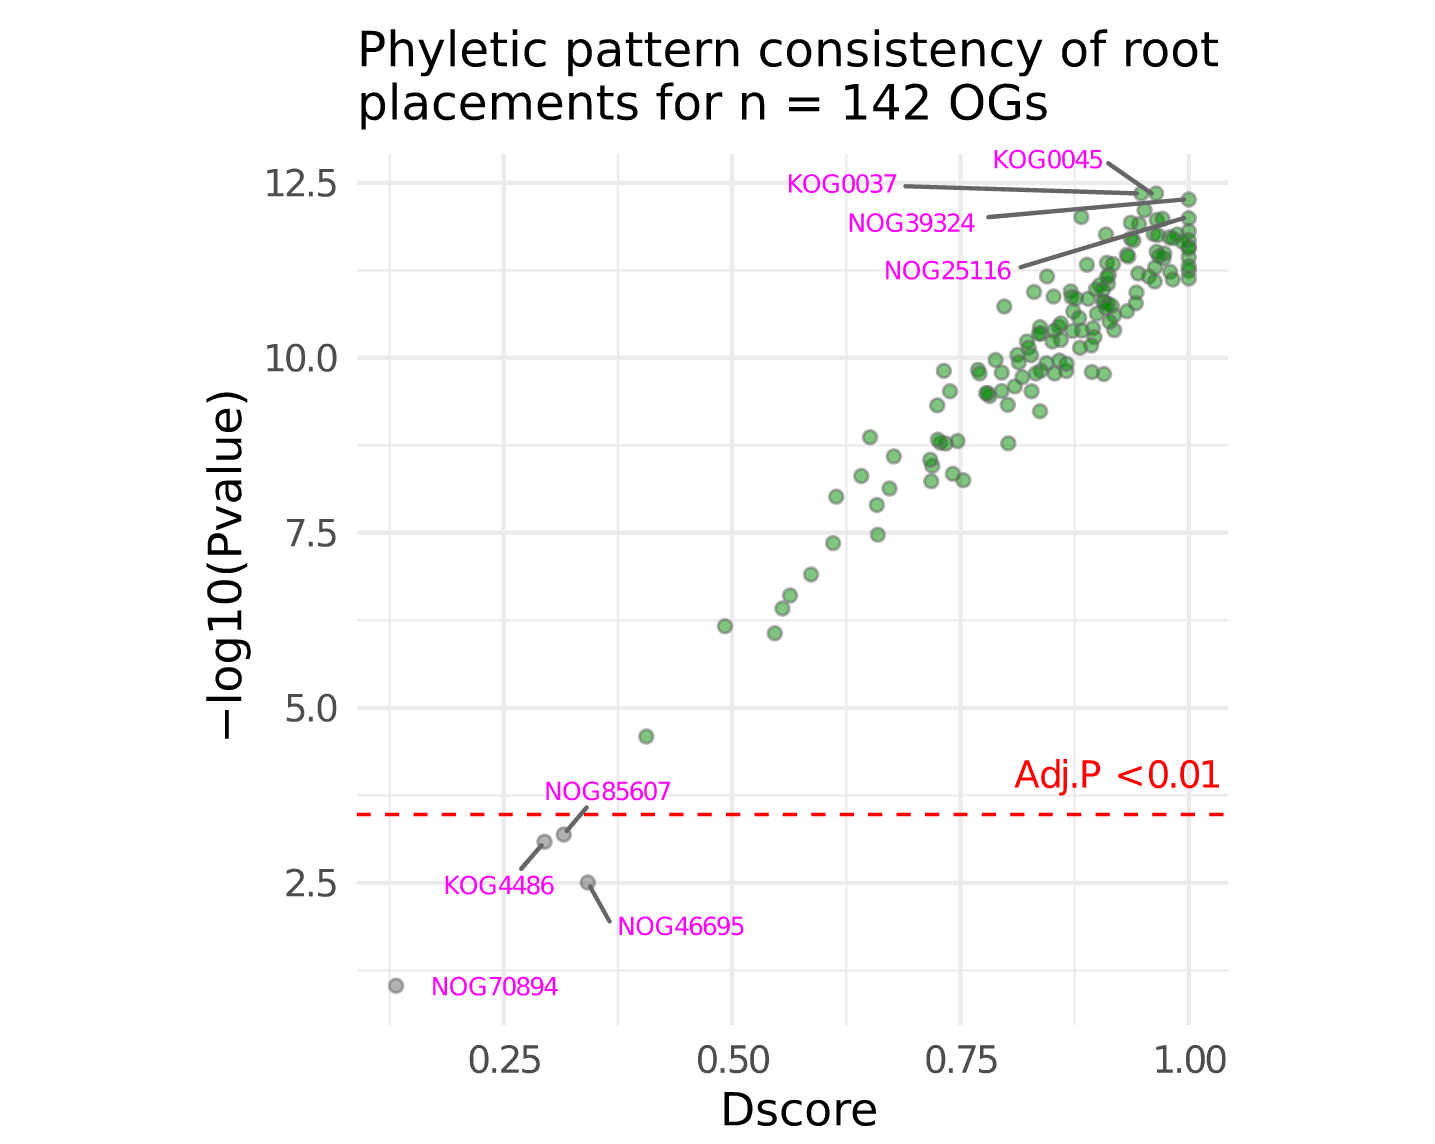 Phyletic pattern consistency of root
placements for n = 142 OGs
KOG0045
12.5
KOG0037
NOG39324
NOG25116
10.0
7.5
−log10(Pvalue)
5.0
Adj.P <0.01
NOG85607
KOG4486
2.5
NOG46695
NOG70894
0.25
0.50
0.75
1.00
Dscore